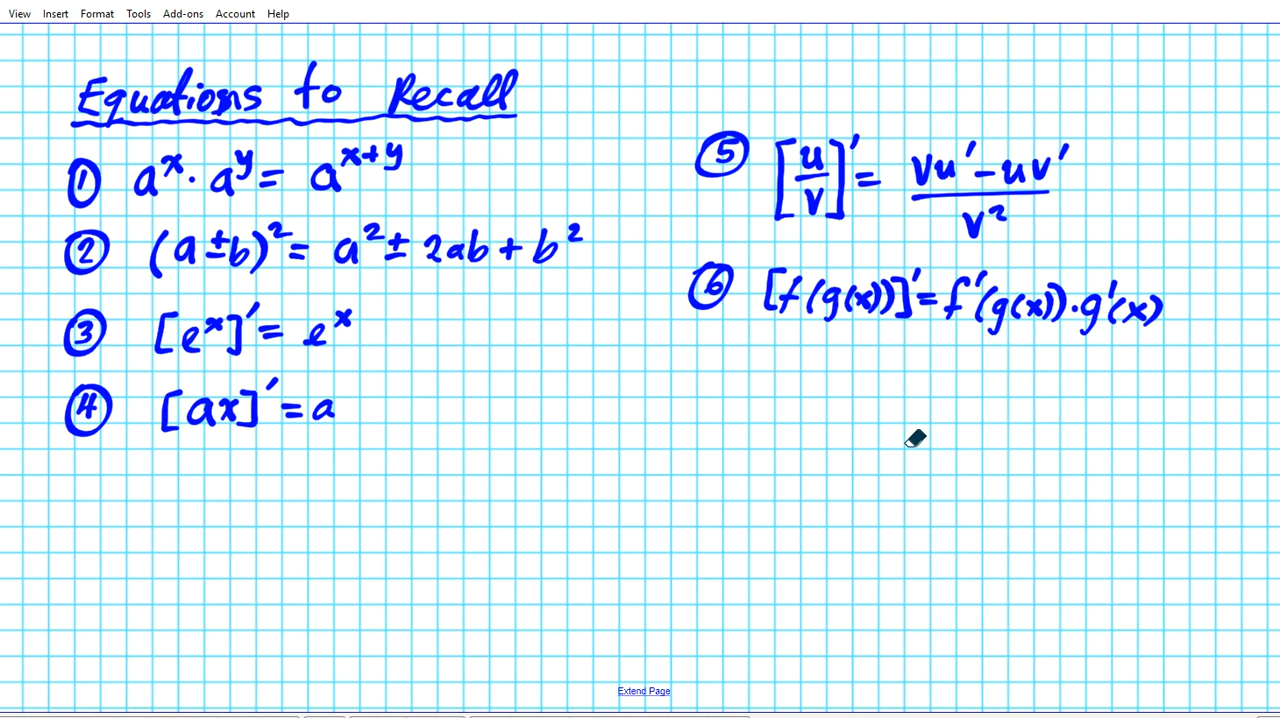 View Insert Format Tools Add-ons Account Help
Equations to Recall
① a^x · a^y = a^{x+y}
② (a ± b)² = a² ± 2ab + b²
③ [e^x]' = e^x
④ [ax]' = a
⑤ [u/v]' = (vu' - uv')/v²
⑥ [f(g(x))]' = f'(g(x)) · g'(x)
Extend Page